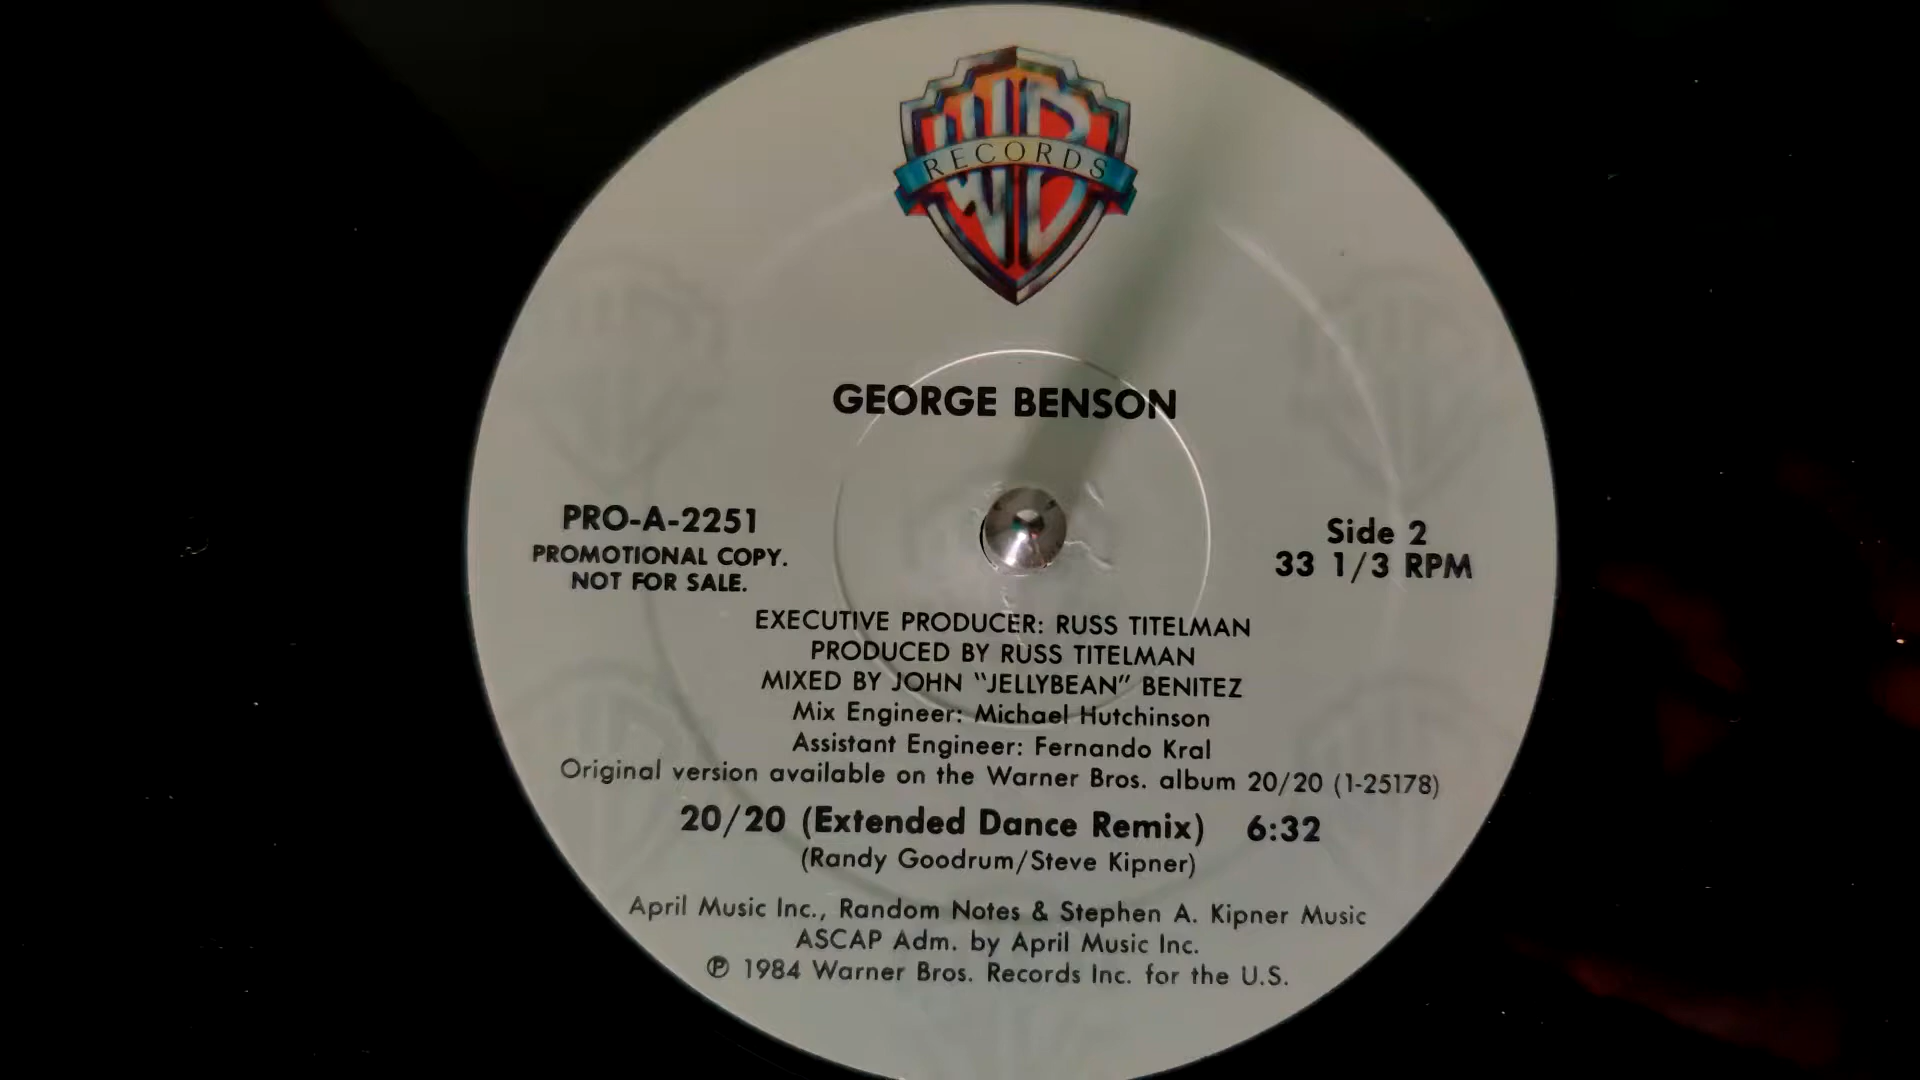 WB
RECORDS
GEORGE BENSON
PRO-A-2251
PROMOTIONAL COPY.
NOT FOR SALE.
Side 2
33 1/3 RPM
EXECUTIVE PRODUCER: RUSS TITELMAN
PRODUCED BY RUSS TITELMAN
MIXED BY JOHN "JELLYBEAN" BENITEZ
Mix Engineer: Michael Hutchinson
Assistant Engineer: Fernando Kral
Original version available on the Warner Bros. album 20/20 (1-25178)
20/20 (Extended Dance Remix) 6:32
(Randy Goodrum/Steve Kipner)
April Music Inc., Random Notes & Stephen A. Kipner Music
ASCAP Adm. by April Music Inc.
℗ 1984 Warner Bros. Records Inc. for the U.S.